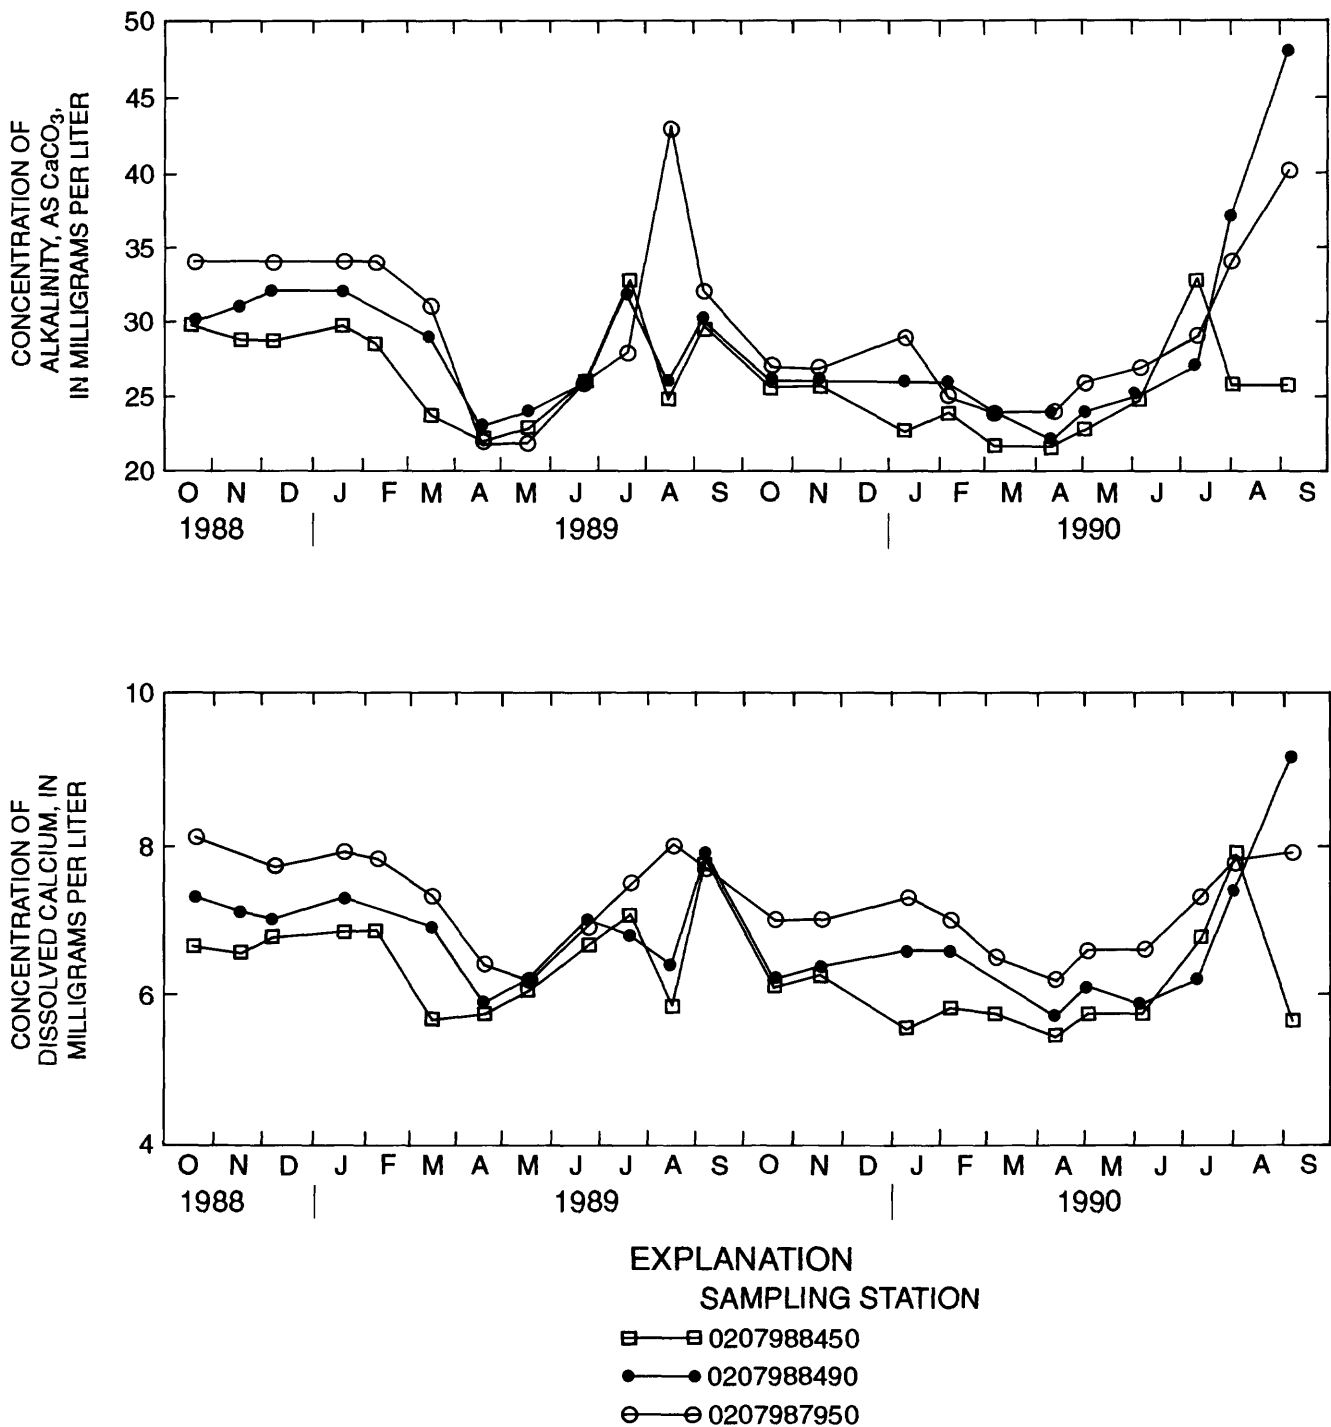 CONCENTRATION OF
ALKALINITY, AS CaCO3,
IN MILLIGRAMS PER LITER
50
45
40
35
30
25
20
O N D J F M A M J J A S O N D J F M A M J J A S
1988 1989 1990
CONCENTRATION OF
DISSOLVED CALCIUM, IN
MILLIGRAMS PER LITER
10
8
6
4
O N D J F M A M J J A S O N D J F M A M J J A S
1988 1989 1990
EXPLANATION
SAMPLING STATION
0207988450
0207988490
0207987950